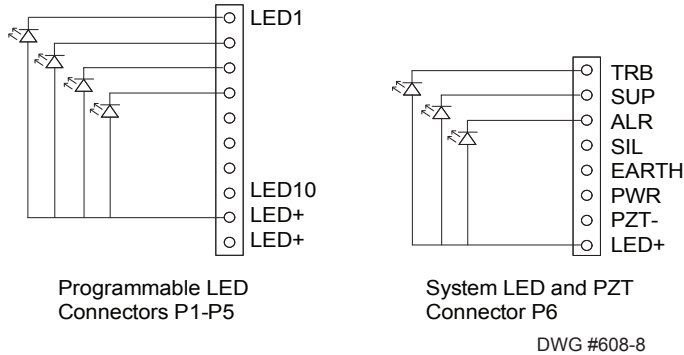 LED1
LED10
LED+
LED+
Programmable LED
Connectors P1-P5
TRB
SUP
ALR
SIL
EARTH
PWR
PZT-
LED+
System LED and PZT
Connector P6
DWG #608-8